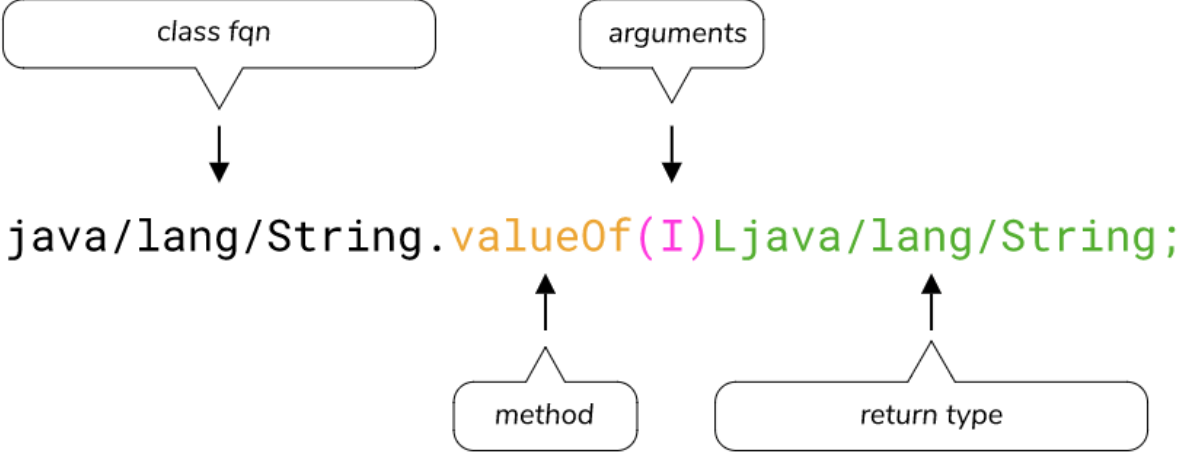 class fqn
arguments
java/lang/String.valueOf(I)Ljava/lang/String;
method
return type